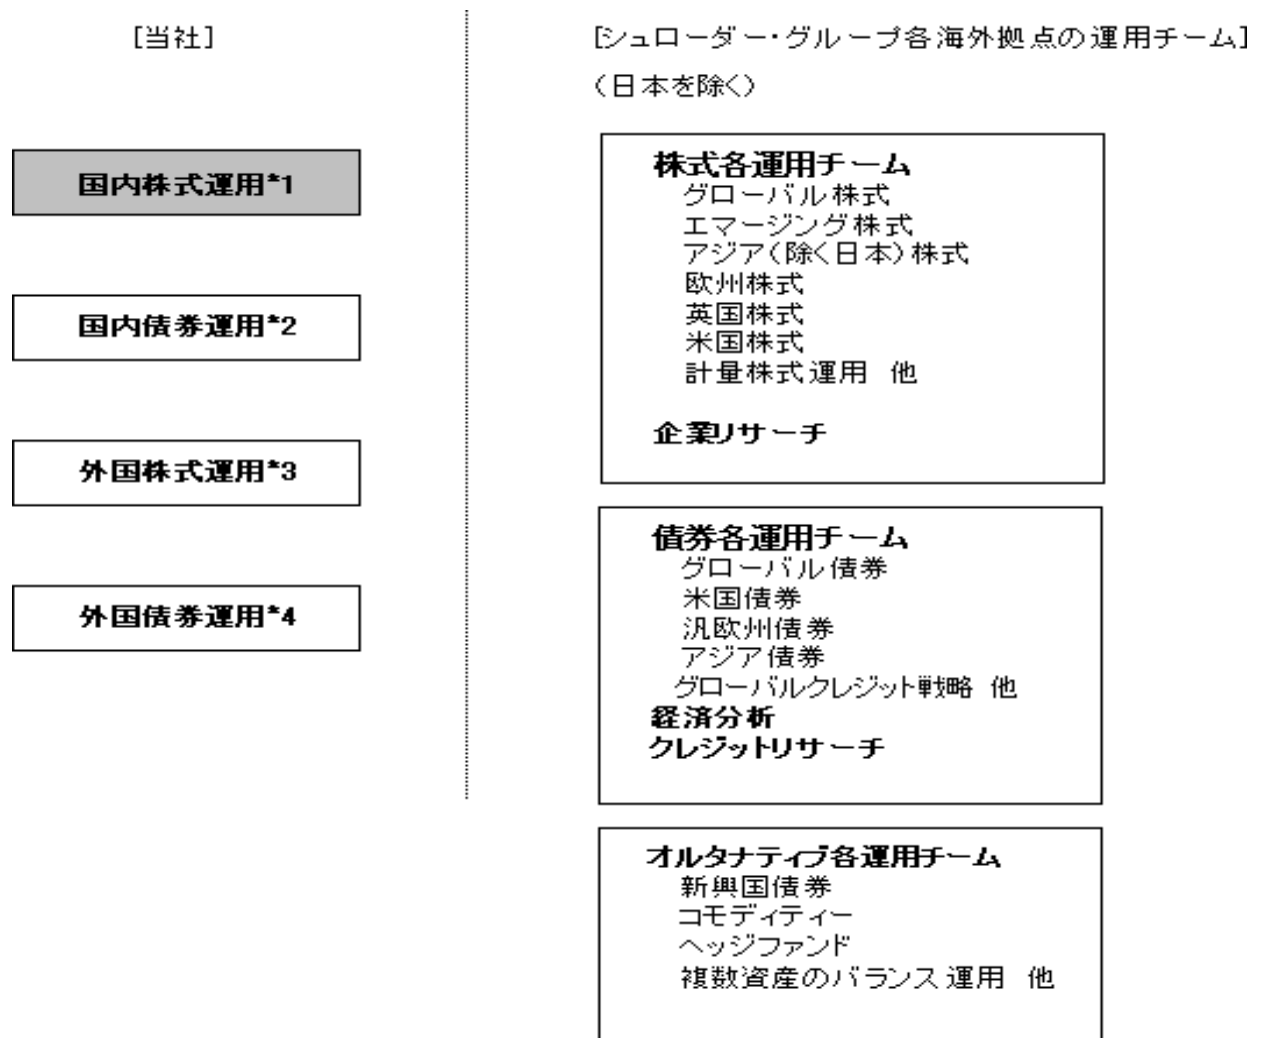 [当社]
国内株式運用*1
国内債券運用*2
外国株式運用*3
外国債券運用*4
[シュローダー・グループ各海外拠点の運用チーム]
（日本を除く）
株式各運用チーム
グローバル株式
エマージング株式
アジア（除く日本）株式
欧州株式
英国株式
米国株式
計量株式運用 他
企業リサーチ
債券各運用チーム
グローバル債券
米国債券
汎欧州債券
アジア債券
グローバルクレジット戦略 他
経済分析
クレジットリサーチ
オルタナティブ各運用チーム
新興国債券
コモディティー
ヘッジファンド
複数資産のバランス運用 他